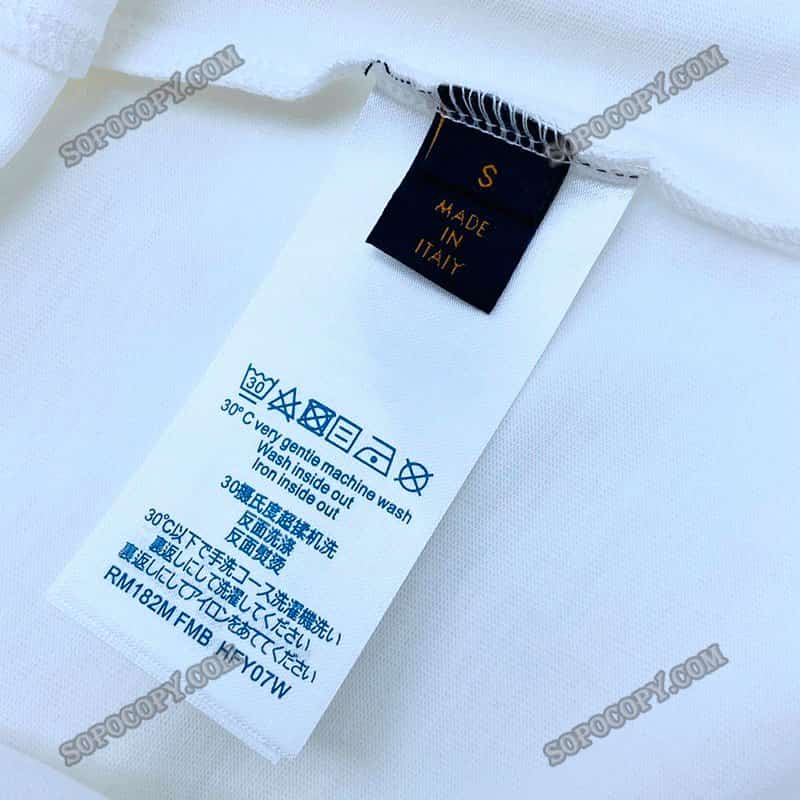 SOPOCOPY.COM
SOPOCOPY.COM
S
MADE
IN
ITAIY
30
30°C very gentie machine wash
Wash inside out
Iron inside out
30摄氏度超揉机洗
反面洗涤
反面熨烫
30℃以下で手洗コース洗濯機洗い
裏返しにして洗濯してください
裏返しにしてアイロンをあててください
RM182M FMB HFY07W
SOPOCOPY.COM
SOPOCOPY.COM